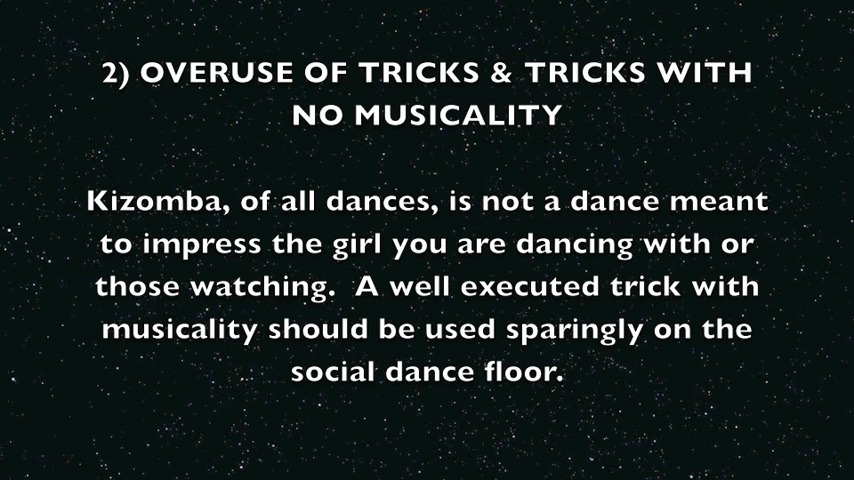 2) OVERUSE OF TRICKS & TRICKS WITH
NO MUSICALITY
Kizomba, of all dances, is not a dance meant
to impress the girl you are dancing with or
those watching.  A well executed trick with
musicality should be used sparingly on the
social dance floor.